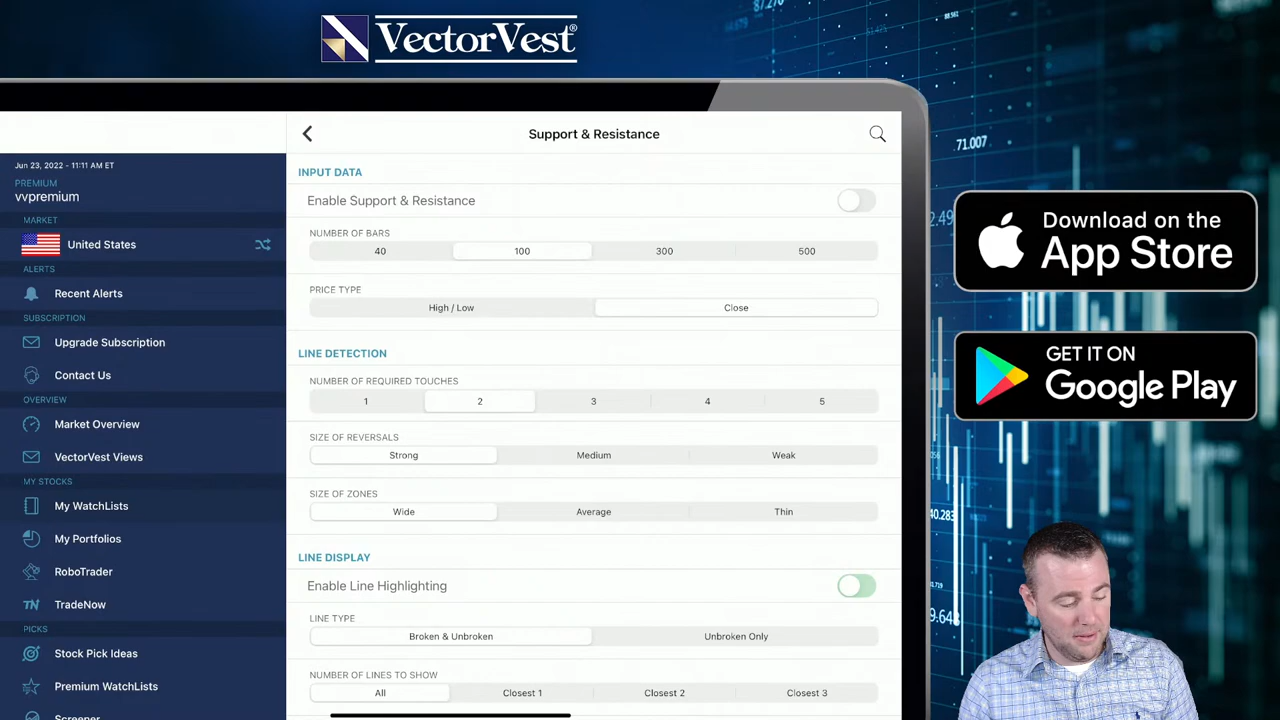 VectorVest®
Support & Resistance
Jun 23, 2022 - 11:11 AM ET
PREMIUM
vvpremium
MARKET
United States
ALERTS
Recent Alerts
SUBSCRIPTION
Upgrade Subscription
Contact Us
OVERVIEW
Market Overview
VectorVest Views
MY STOCKS
My WatchLists
My Portfolios
RoboTrader
TN TradeNow
PICKS
Stock Pick Ideas
Premium WatchLists
Screener
INPUT DATA
Enable Support & Resistance
NUMBER OF BARS
40 100 300 500
PRICE TYPE
High / Low Close
LINE DETECTION
NUMBER OF REQUIRED TOUCHES
1 2 3 4 5
SIZE OF REVERSALS
Strong Medium Weak
SIZE OF ZONES
Wide Average Thin
LINE DISPLAY
Enable Line Highlighting
LINE TYPE
Broken & Unbroken Unbroken Only
NUMBER OF LINES TO SHOW
All Closest 1 Closest 2 Closest 3
Download on the
App Store
GET IT ON
Google Play
71.007